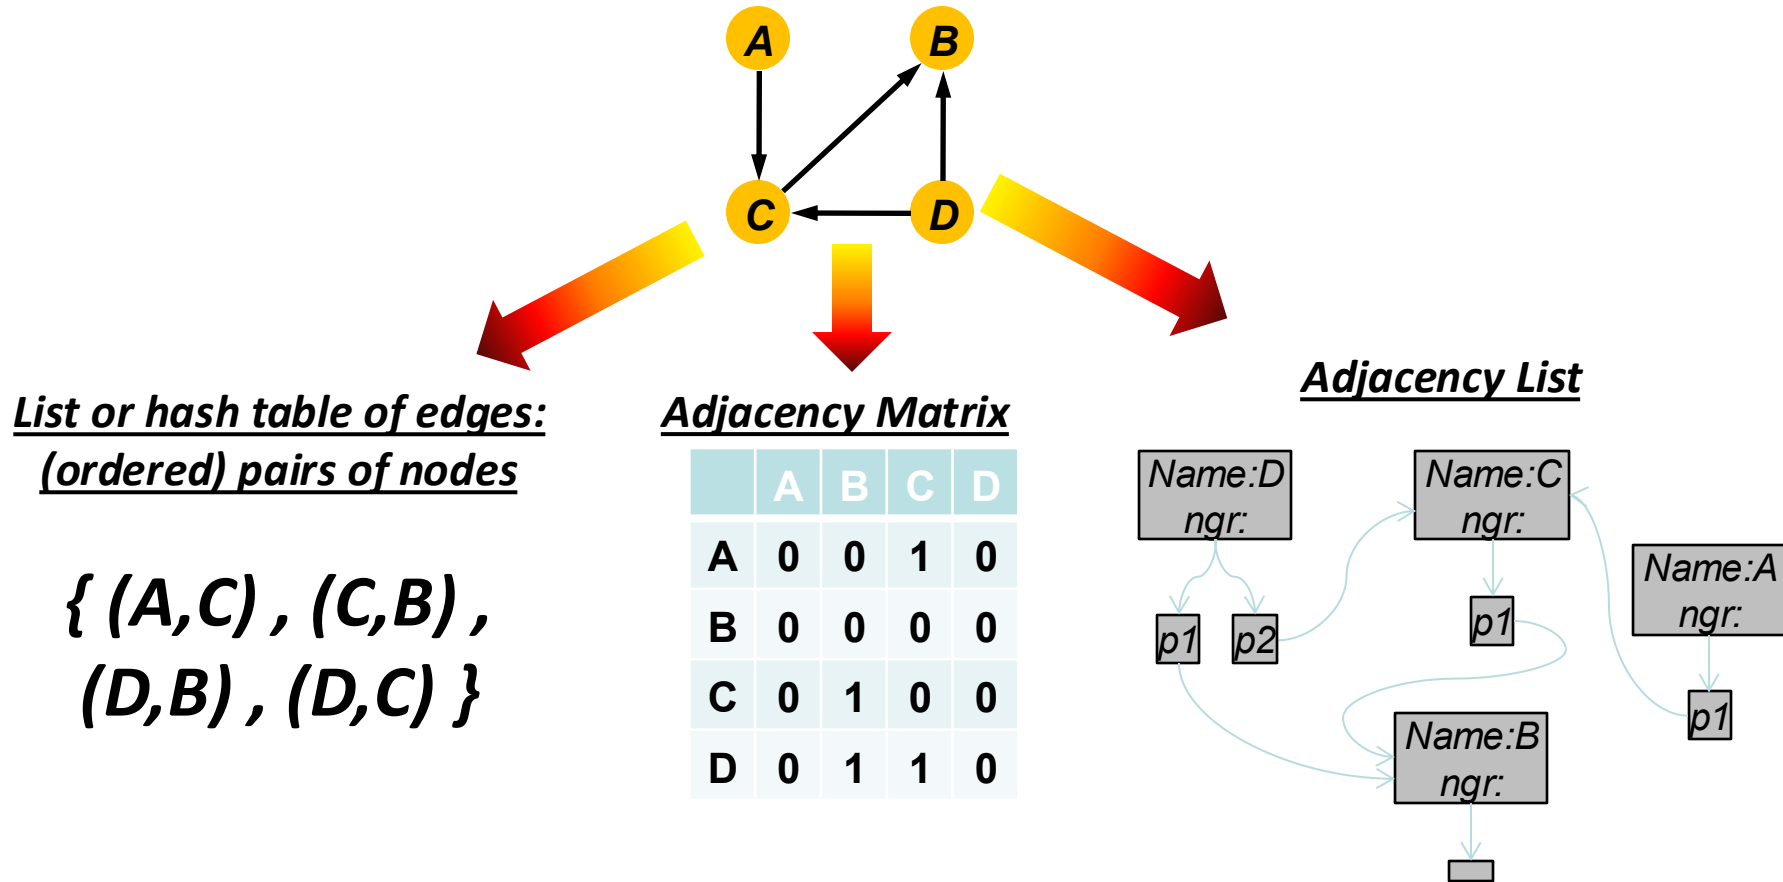 A B
C D
List or hash table of edges:
(ordered) pairs of nodes
{ (A,C) , (C,B) ,
(D,B) , (D,C) }
Adjacency Matrix
A B C D
A 0 0 1 0
B 0 0 0 0
C 0 1 0 0
D 0 1 1 0
Adjacency List
Name:D
ngr:
p1 p2
Name:C
ngr:
p1
Name:A
ngr:
p1
Name:B
ngr: